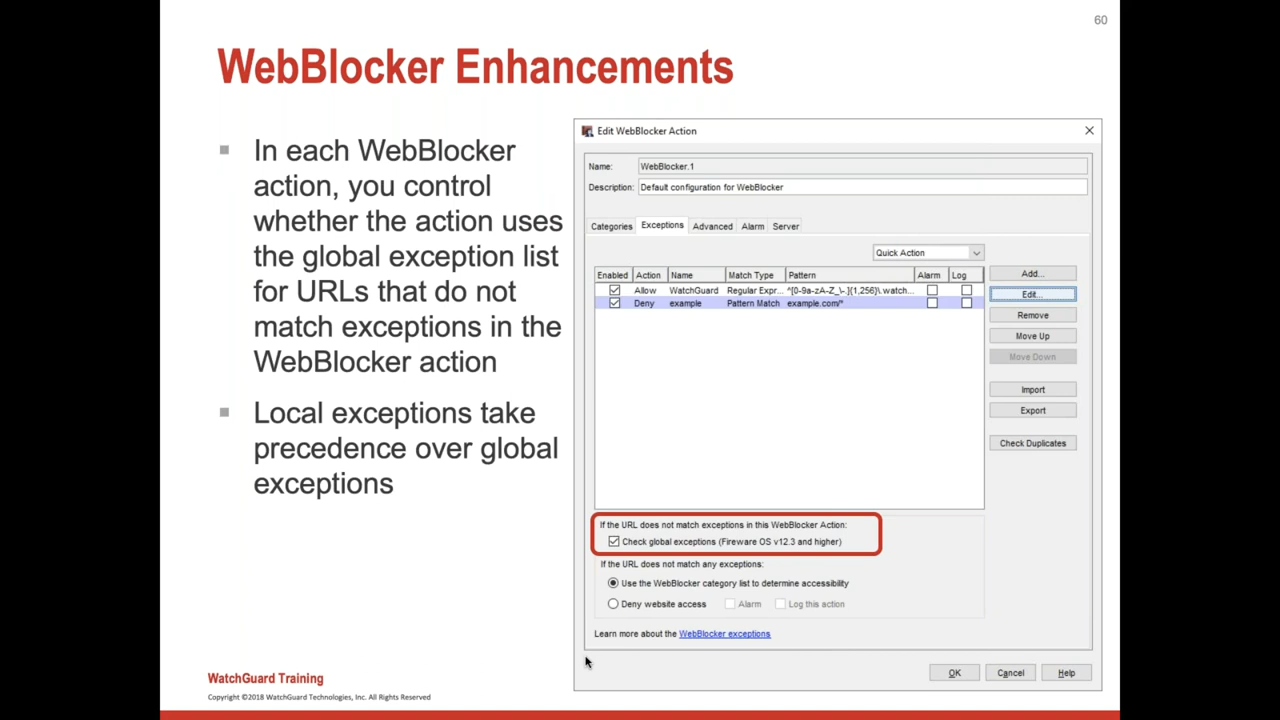 60
WebBlocker Enhancements
In each WebBlocker
action, you control
whether the action uses
the global exception list
for URLs that do not
match exceptions in the
WebBlocker action
Local exceptions take
precedence over global
exceptions
Edit WebBlocker Action
Name: WebBlocker.1
Description: Default configuration for WebBlocker
Categories Exceptions Advanced Alarm Server
Quick Action
Enabled Action Name Match Type Pattern Alarm Log
Allow WatchGuard Regular Expr... ^[0-9a-zA-Z_\-.]{1,256}\.watch...
Deny example Pattern Match example.com/*
Add...
Edit...
Remove
Move Up
Move Down
Import
Export
Check Duplicates
If the URL does not match exceptions in this WebBlocker Action:
Check global exceptions (Fireware OS v12.3 and higher)
If the URL does not match any exceptions:
Use the WebBlocker category list to determine accessibility
Deny website access Alarm Log this action
Learn more about the WebBlocker exceptions
OK Cancel Help
WatchGuard Training
Copyright ©2018 WatchGuard Technologies, Inc. All Rights Reserved